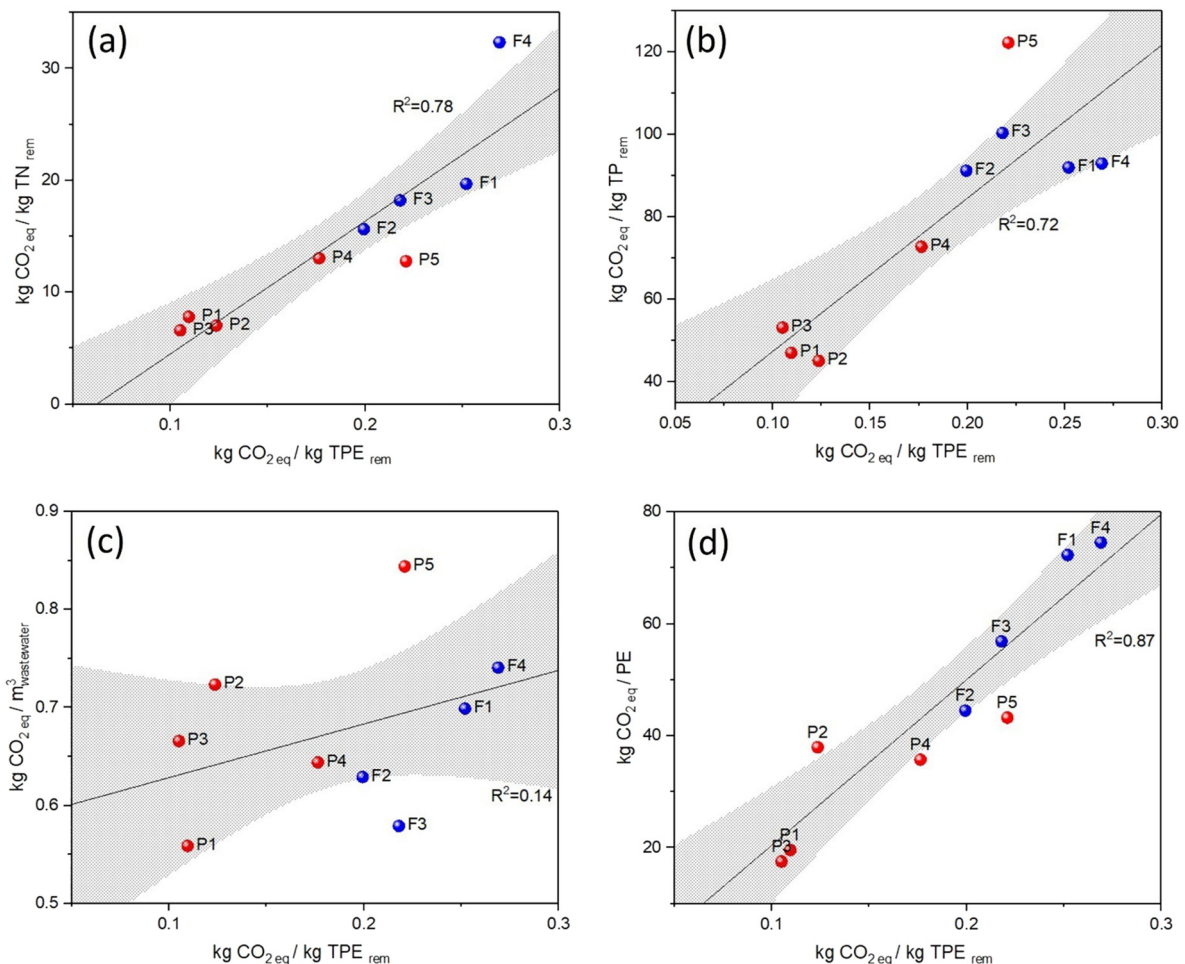 (a)
30
20
10
0
0.1
0.2
0.3
kg CO2 eq / kg TN rem
kg CO2 eq / kg TPE rem
R²=0.78
F4
F1
F3
F2
P4
P5
P1
P3
P2
(b)
120
100
80
60
40
0.05
0.10
0.15
0.20
0.25
0.30
kg CO2 eq / kg TP rem
kg CO2 eq / kg TPE rem
R²=0.72
P5
F3
F2
F1
F4
P4
P3
P1
P2
(c)
0.9
0.8
0.7
0.6
0.5
0.1
0.2
0.3
kg CO2 eq / m³ wastewater
kg CO2 eq / kg TPE rem
R²=0.14
P5
F4
P2
F1
P3
P4
F2
F3
P1
(d)
80
60
40
20
0.1
0.2
0.3
kg CO2 eq / PE
kg CO2 eq / kg TPE rem
R²=0.87
F1
F4
F3
F2
P5
P2
P4
P1
P3